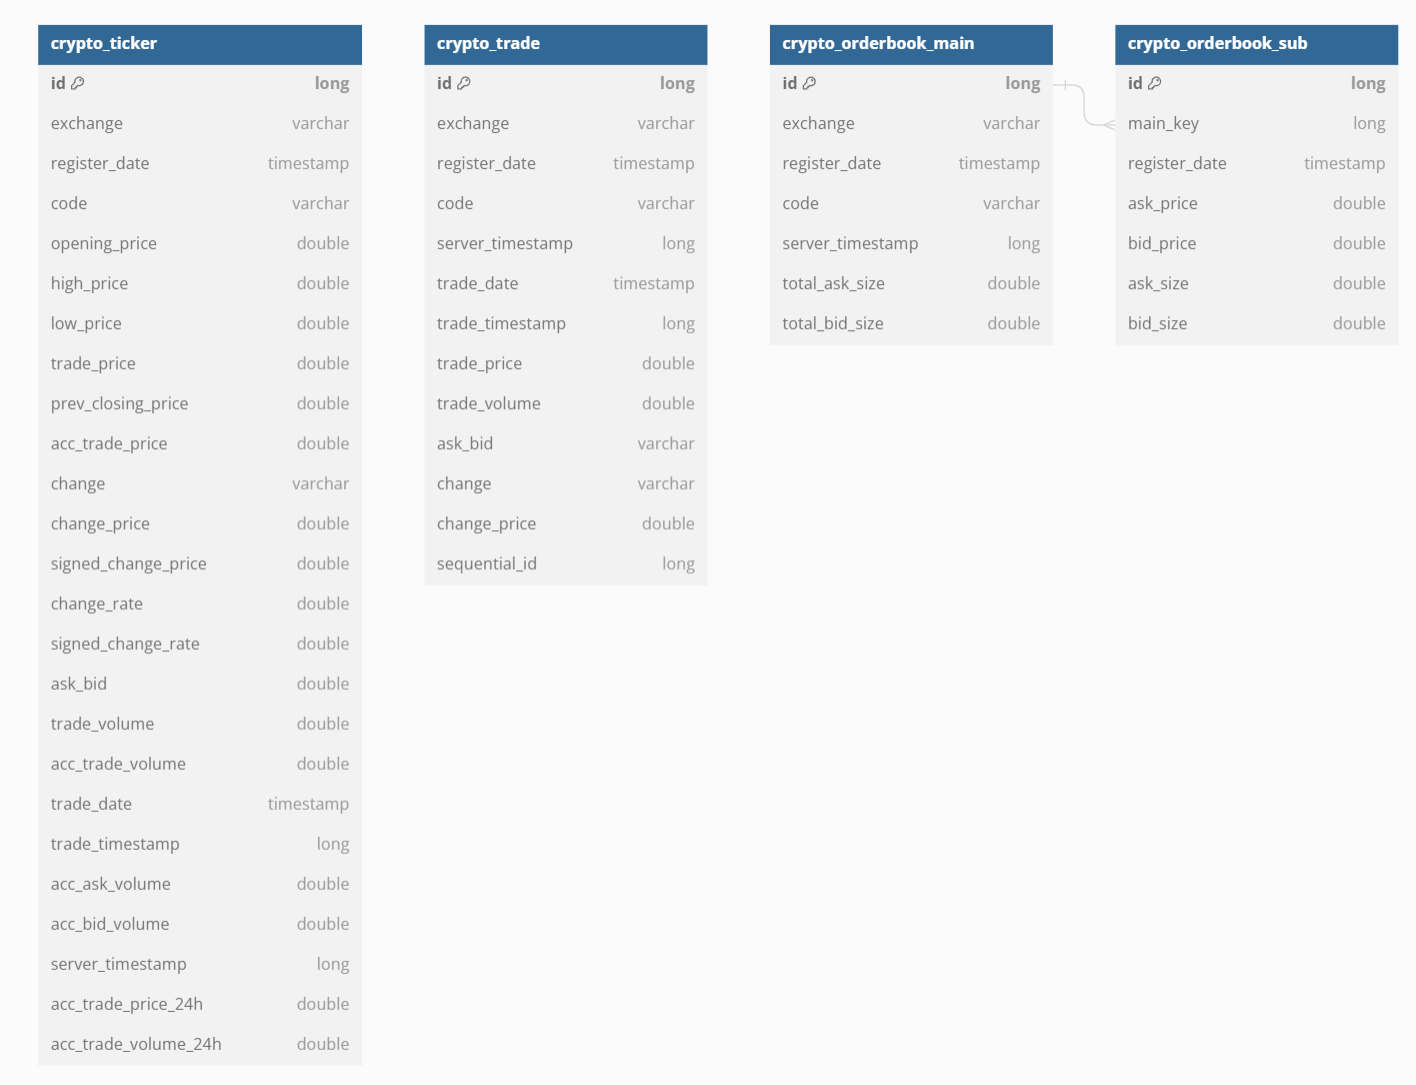 crypto_ticker
id long
exchange varchar
register_date timestamp
code varchar
opening_price double
high_price double
low_price double
trade_price double
prev_closing_price double
acc_trade_price double
change varchar
change_price double
signed_change_price double
change_rate double
signed_change_rate double
ask_bid double
trade_volume double
acc_trade_volume double
trade_date timestamp
trade_timestamp long
acc_ask_volume double
acc_bid_volume double
server_timestamp long
acc_trade_price_24h double
acc_trade_volume_24h double
crypto_trade
id long
exchange varchar
register_date timestamp
code varchar
server_timestamp long
trade_date timestamp
trade_timestamp long
trade_price double
trade_volume double
ask_bid varchar
change varchar
change_price double
sequential_id long
crypto_orderbook_main
id long
exchange varchar
register_date timestamp
code varchar
server_timestamp long
total_ask_size double
total_bid_size double
crypto_orderbook_sub
id long
main_key long
register_date timestamp
ask_price double
bid_price double
ask_size double
bid_size double